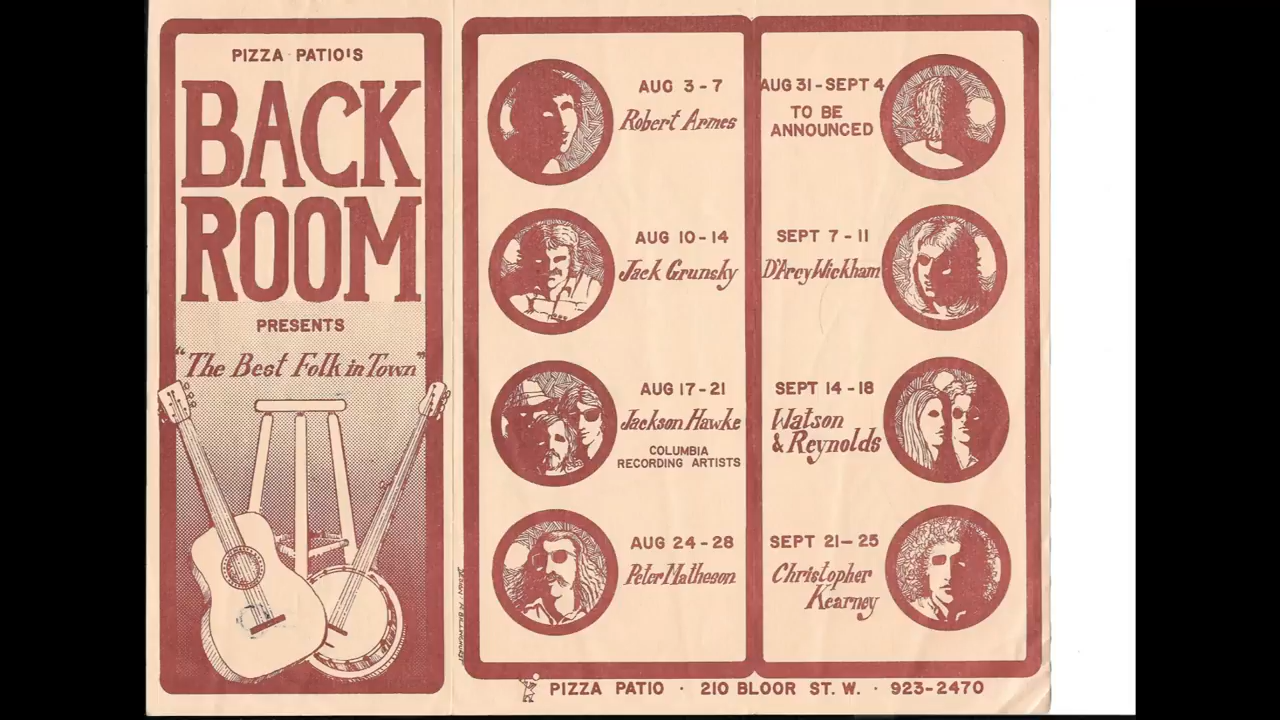 PIZZA PATIO'S
BACK
ROOM
PRESENTS
"The Best Folk in Town"
AUG 3 - 7
Robert Armes
AUG 10 - 14
Jack Grunsky
AUG 17 - 21
Jackson Hawke
COLUMBIA
RECORDING ARTISTS
AUG 24 - 28
Peter Matheson
AUG 31 - SEPT 4
TO BE
ANNOUNCED
SEPT 7 - 11
D'Arcy Wickham
SEPT 14 - 18
Watson
& Reynolds
SEPT 21 - 25
Christopher
Kearney
PIZZA PATIO · 210 BLOOR ST. W. · 923-2470